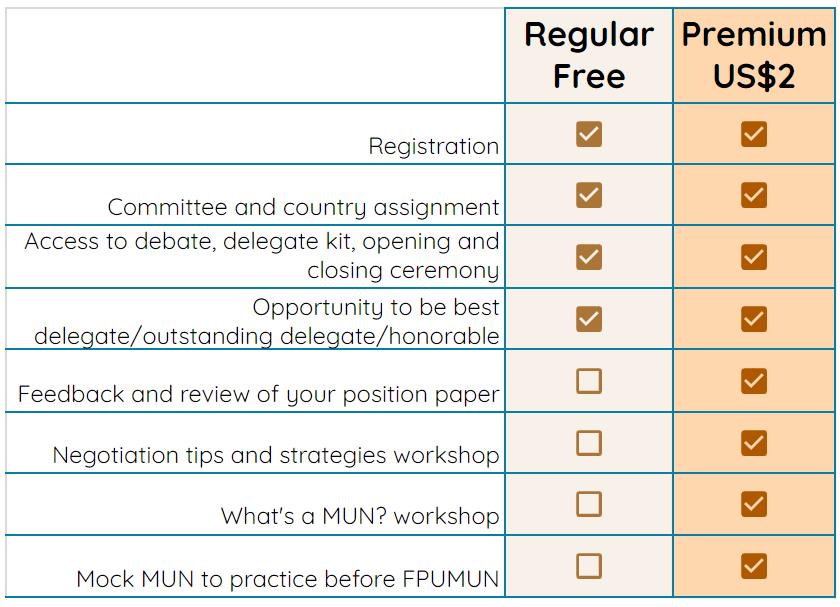 Regular Premium
Free US$2
Registration
Committee and country assignment
Access to debate, delegate kit, opening and
closing ceremony
Opportunity to be best
delegate/outstanding delegate/honorable
Feedback and review of your position paper
Negotiation tips and strategies workshop
What's a MUN? workshop
Mock MUN to practice before FPUMUN